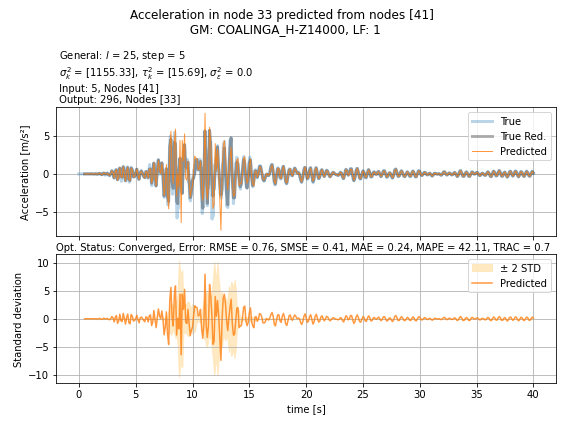 Acceleration in node 33 predicted from nodes [41]
GM: COALINGA_H-Z14000, LF: 1
General: l = 25, step = 5
σ²ₖ = [1155.33], τ²ₖ = [15.69], σ²ε = 0.0
Input: 5, Nodes [41]
Output: 296, Nodes [33]
True
True Red.
Predicted
Acceleration [m/s²]
5
0
−5
Opt. Status: Converged, Error: RMSE = 0.76, SMSE = 0.41, MAE = 0.24, MAPE = 42.11, TRAC = 0.7
± 2 STD
Predicted
Standard deviation
10
5
0
−5
−10
0 5 10 15 20 25 30 35 40
time [s]